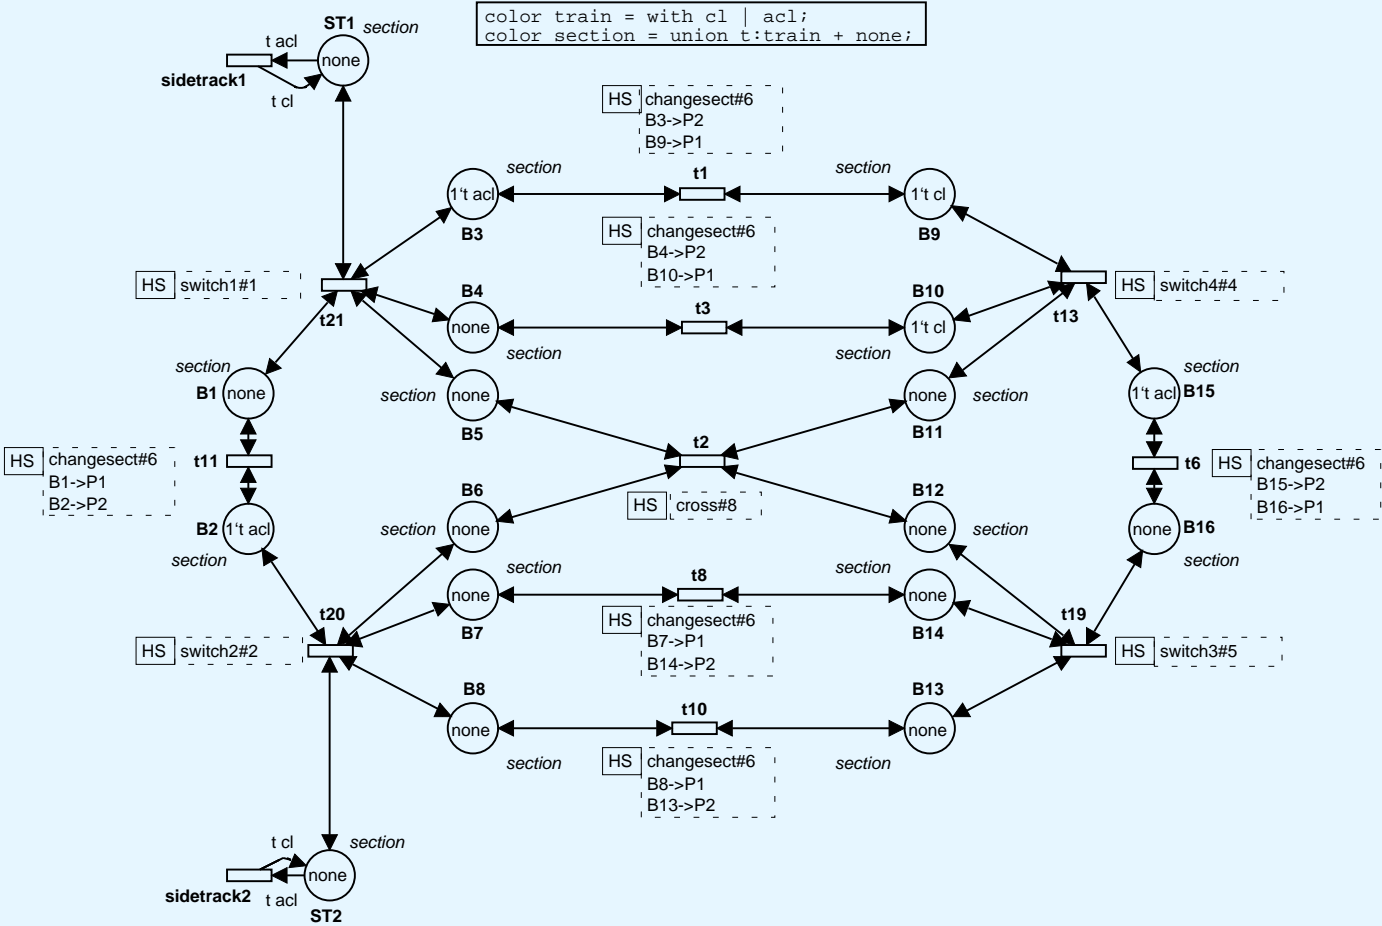 color train = with cl | acl;
color section = union t:train + none;
ST1
section
t acl
none
sidetrack1
t cl
HS
changesect#6
B3->P2
B9->P1
section
t1
section
1't acl
1't cl
B3
B9
HS
changesect#6
B4->P2
B10->P1
HS
switch1#1
t21
B4
none
section
t3
B10
1't cl
section
t13
HS
switch4#4
section
B1
none
section
none
B5
none
section
B11
section
1't acl
B15
HS
changesect#6
B1->P1
B2->P2
t11
t2
t6
HS
changesect#6
B15->P2
B16->P1
HS
cross#8
B2
1't acl
section
B6
section
none
B12
none
section
none
B16
section
t20
section
none
B7
t8
section
none
B14
t19
HS
changesect#6
B7->P1
B14->P2
HS
switch2#2
HS
switch3#5
B8
none
section
t10
B13
none
section
HS
changesect#6
B8->P1
B13->P2
t cl
section
none
sidetrack2
t acl
ST2